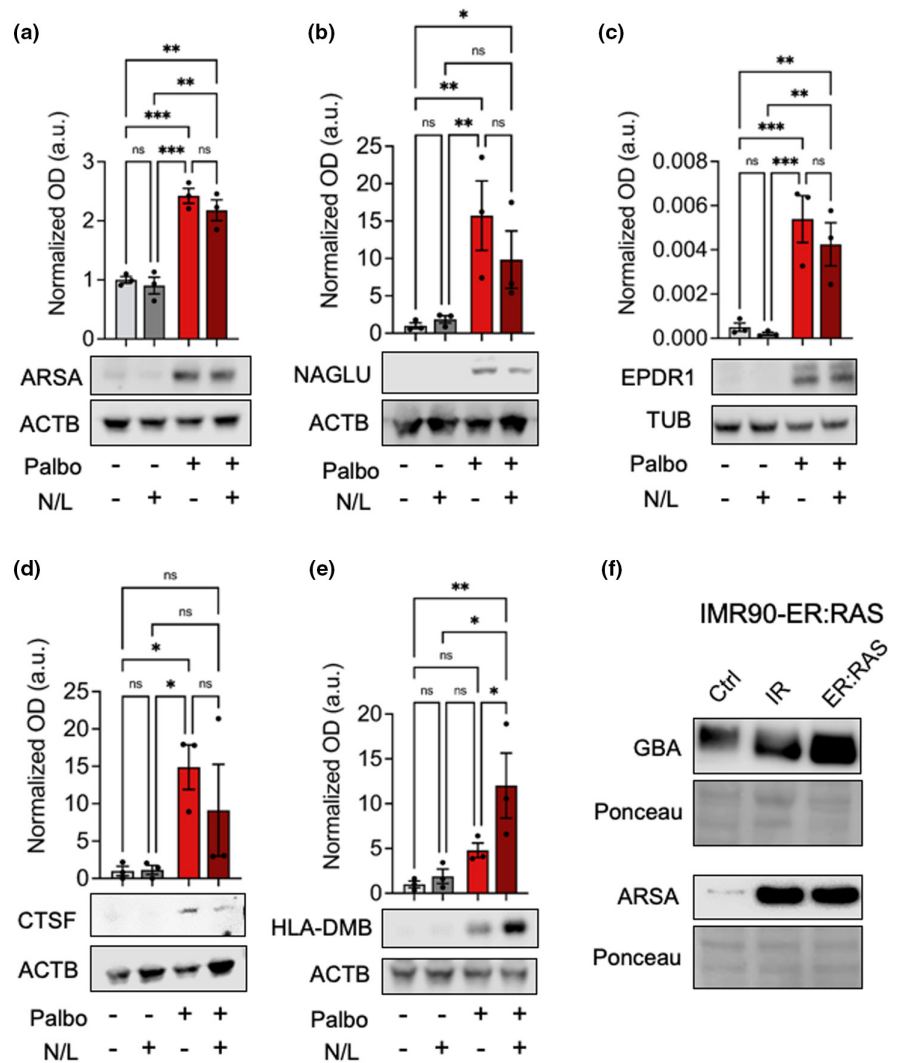 (a)
**
**
***
ns
***
ns
Normalized OD (a.u.)
3
2
1
0
ARSA
ACTB
Palbo - - + +
N/L - + - +
(b)
*
ns
**
ns
**
ns
Normalized OD (a.u.)
25
20
15
10
5
0
NAGLU
ACTB
Palbo - - + +
N/L - + - +
(c)
**
**
***
ns
***
ns
Normalized OD (a.u.)
0.008
0.006
0.004
0.002
0.000
EPDR1
TUB
Palbo - - + +
N/L - + - +
(d)
ns
ns
*
ns
*
ns
Normalized OD (a.u.)
25
20
15
10
5
0
CTSF
ACTB
Palbo - - + +
N/L - + - +
(e)
**
*
ns
ns
ns
*
Normalized OD (a.u.)
20
15
10
5
0
HLA-DMB
ACTB
Palbo - - + +
N/L - + - +
(f)
IMR90-ER:RAS
Ctrl IR ER:RAS
GBA
Ponceau
ARSA
Ponceau